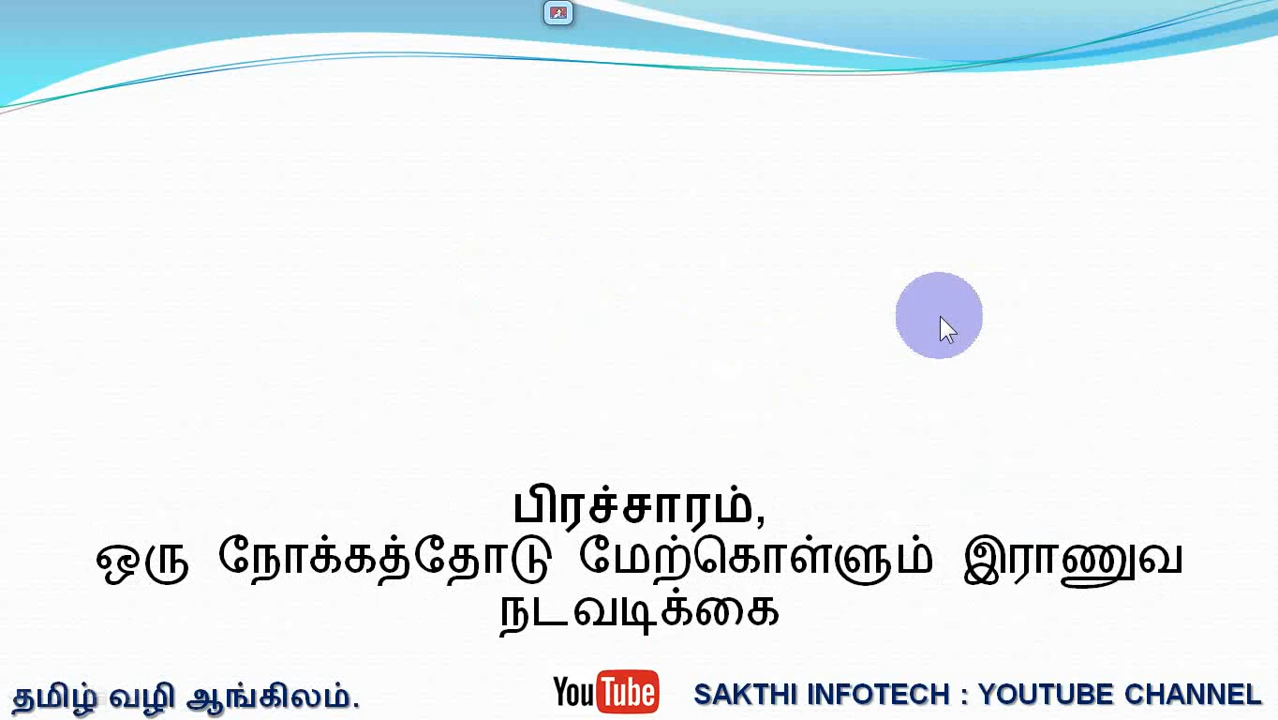 பிரச்சாரம்,
ஒரு நோக்கத்தோடு மேற்கொள்ளும் இராணுவ
நடவடிக்கை
தமிழ் வழி ஆங்கிலம். YouTube SAKTHI INFOTECH : YOUTUBE CHANNEL